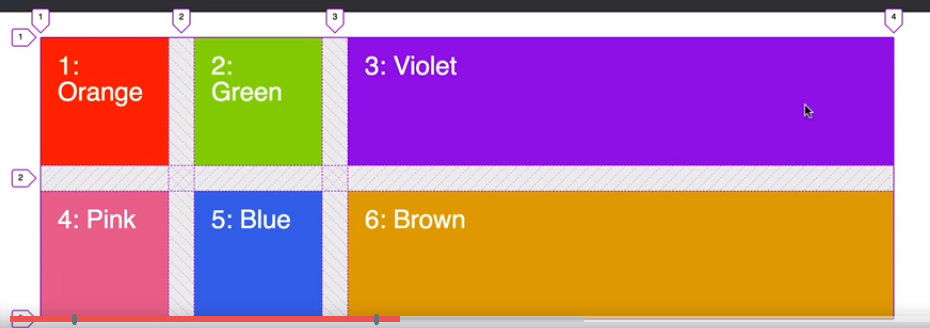 1
2
3
4
1
1:
Orange
2:
Green
3: Violet
2
4: Pink
5: Blue
6: Brown